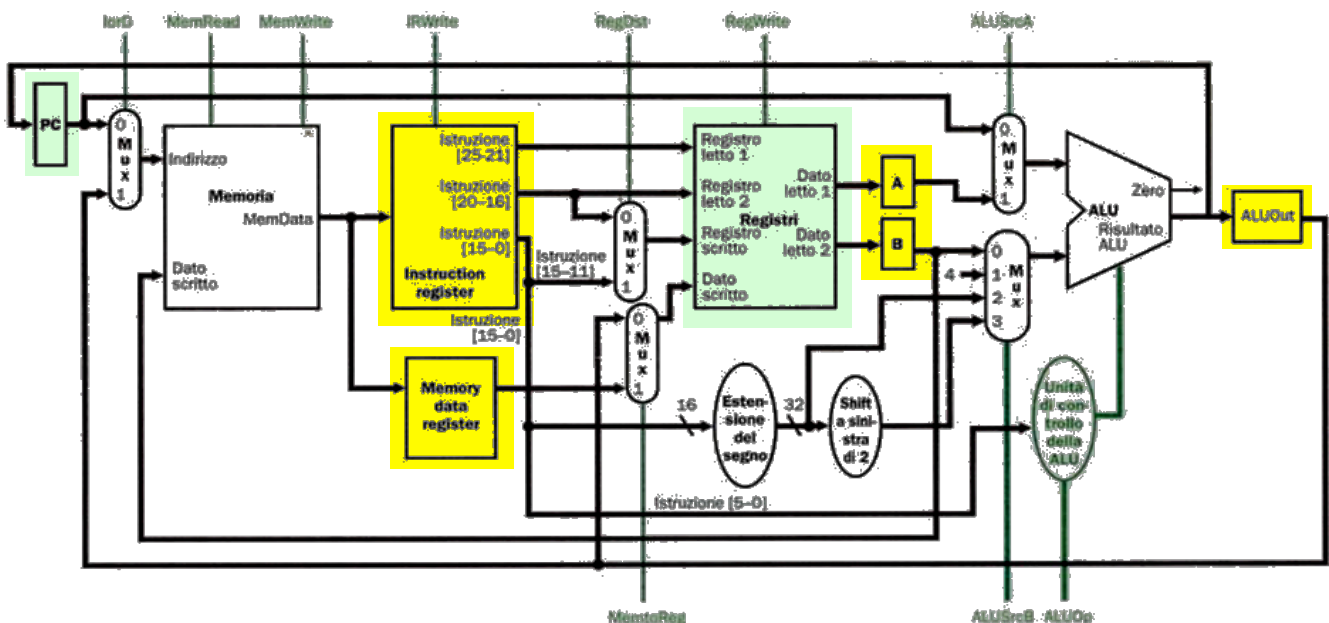 IorD MemRead MemWrite IRWrite RegDst RegWrite ALUSrcA
PC
0
M
u
x
1
Indirizzo
Memoria
MemData
Dato
scritto
Istruzione
[25-21]
Istruzione
[20–16]
Istruzione
[15–0]
Instruction
register
Istruzione
[15–11]
Istruzione
[15–0]
Memory
data
register
0
M
u
x
1
0
M
u
x
1
Registro
letto 1
Registro
letto 2
Registri
Registro
scritto
Dato
scritto
Dato
letto 1
Dato
letto 2
A
B
16
Esten-
sione
del
segno
32
Shift
a sini-
stra
di 2
0
M
u
x
1
4
0
1
2
3
M
u
x
Zero
ALU
Risultato
ALU
ALUOut
Unità
di con-
trollo
della
ALU
Istruzione [5–0]
MemtoReg ALUSrcB ALUOp